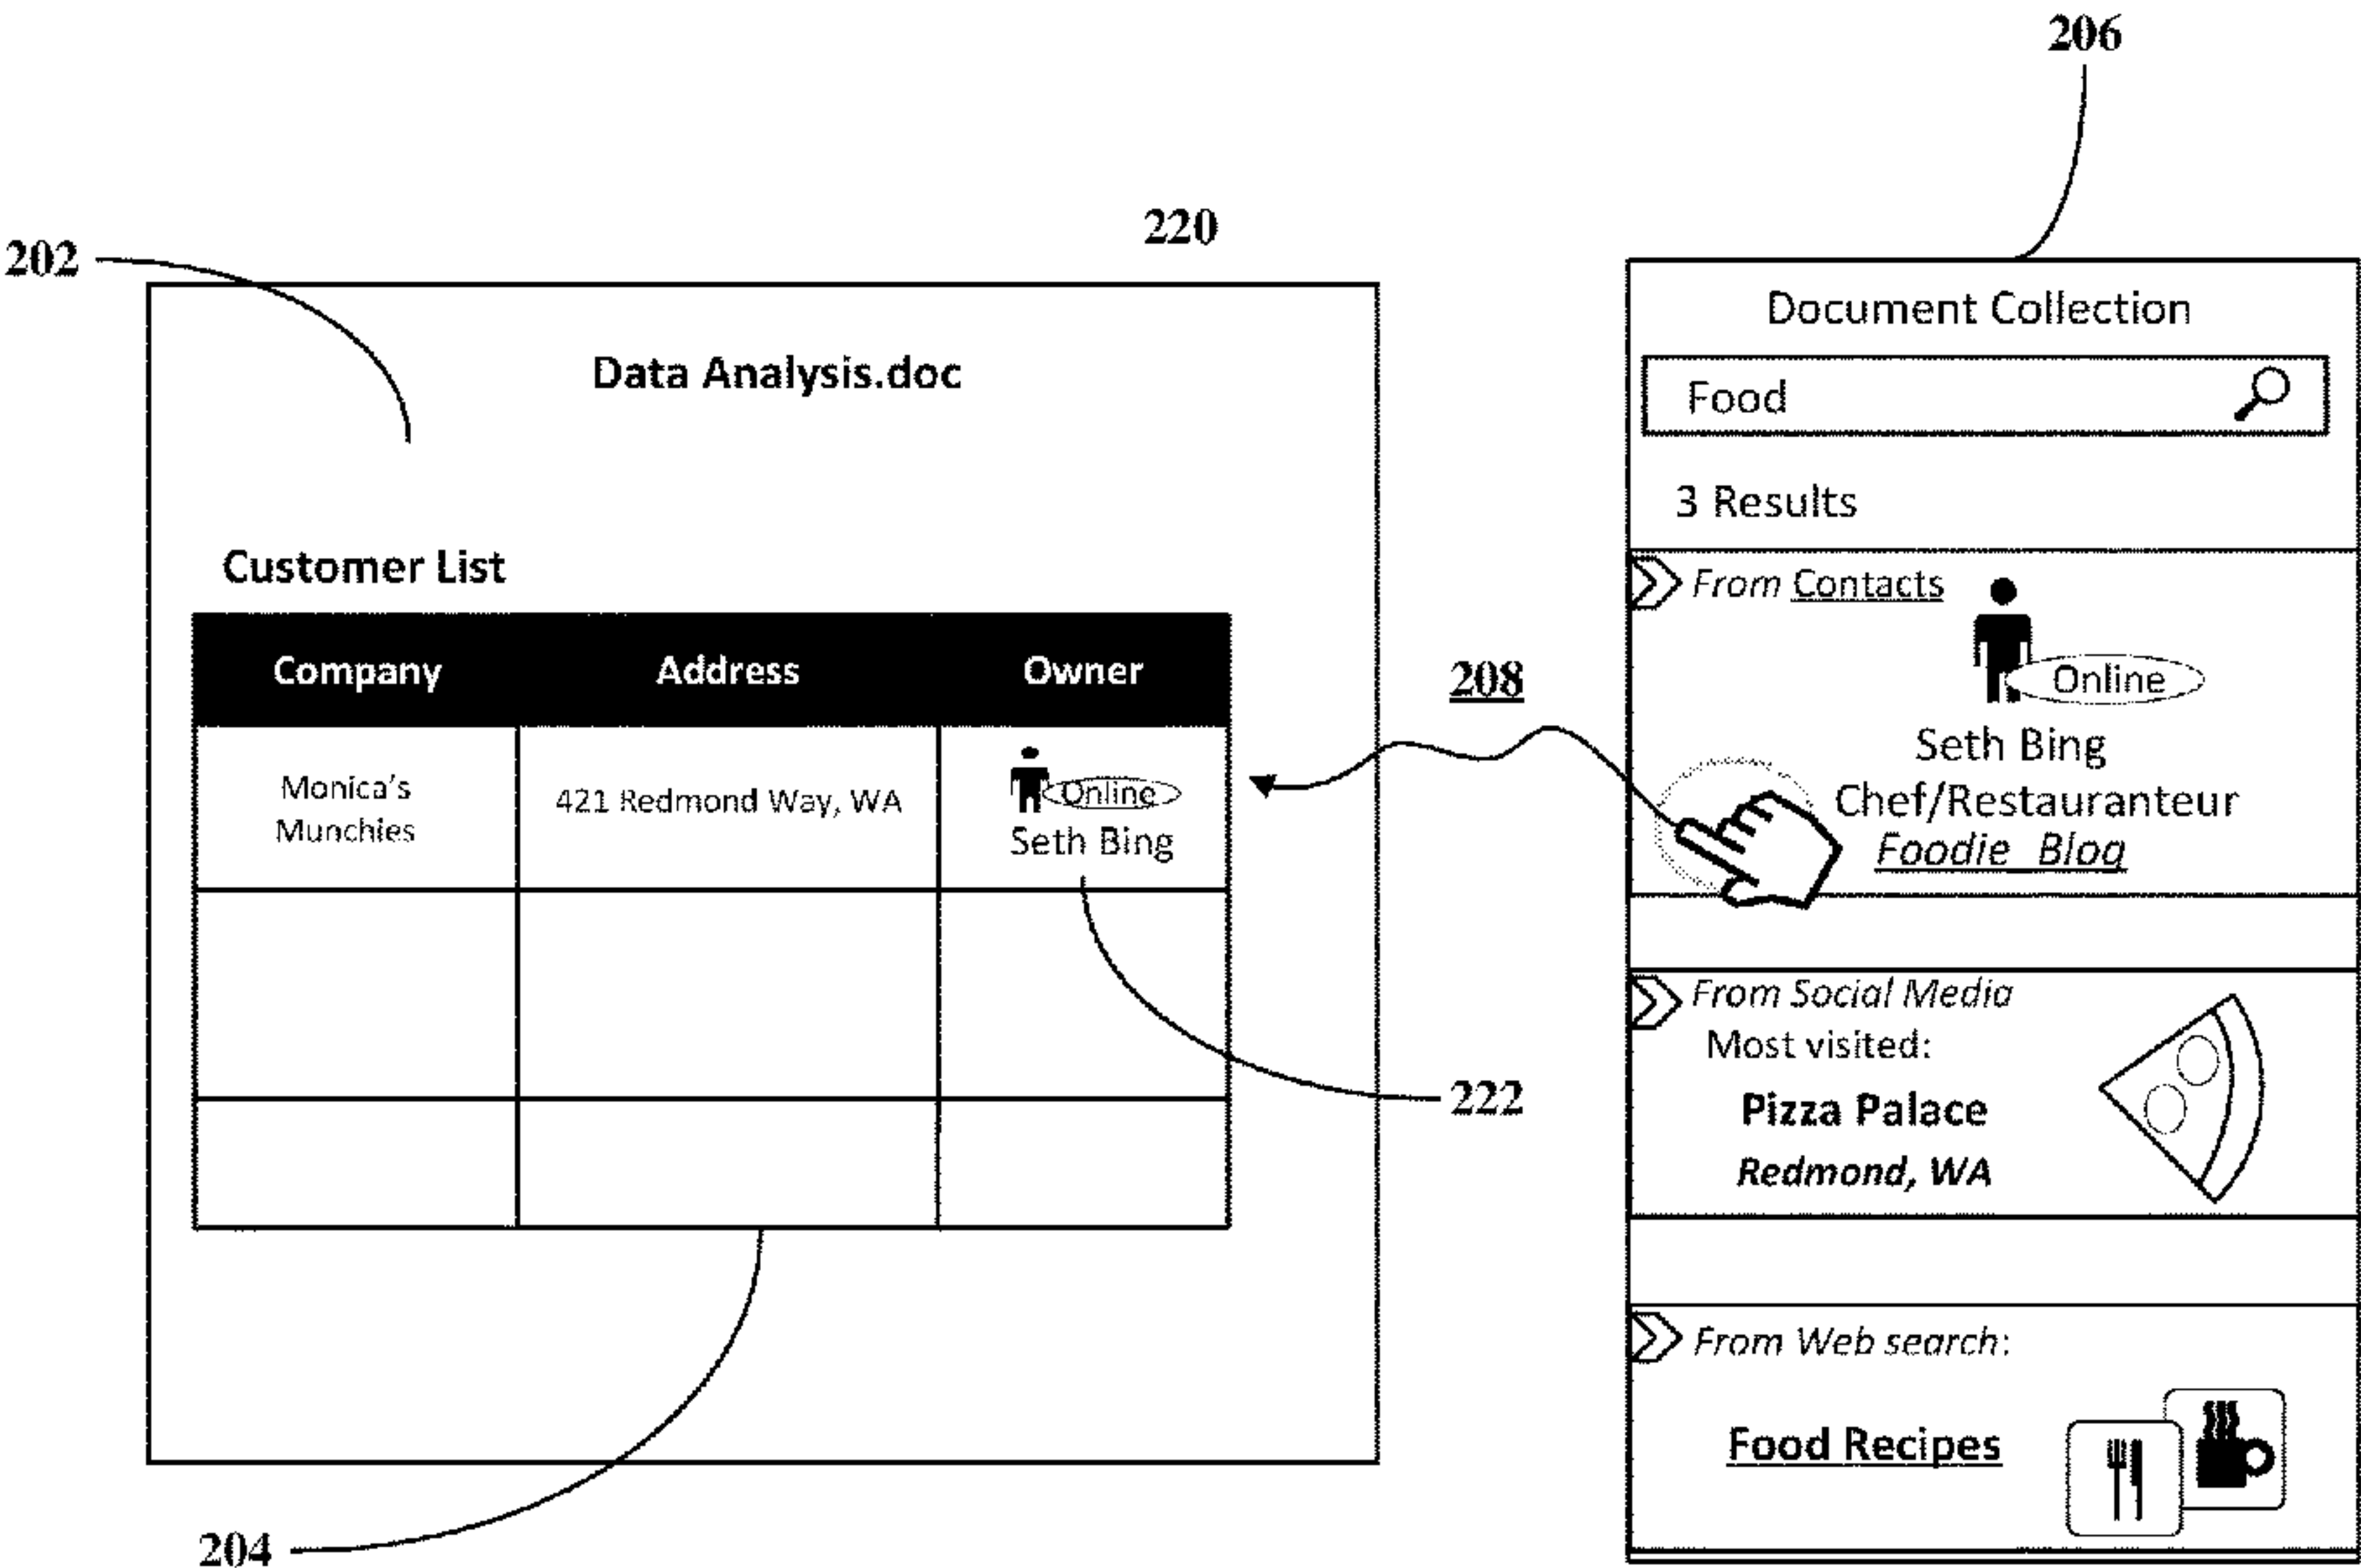 206
220
202
Data Analysis.doc
Customer List
Company Address Owner
Monica's
Munchies
421 Redmond Way, WA
Online
Seth Bing
208
222
204
Document Collection
Food
3 Results
From Contacts
Online
Seth Bing
Chef/Restauranteur
Foodie Blog
From Social Media
Most visited:
Pizza Palace
Redmond, WA
From Web search:
Food Recipes